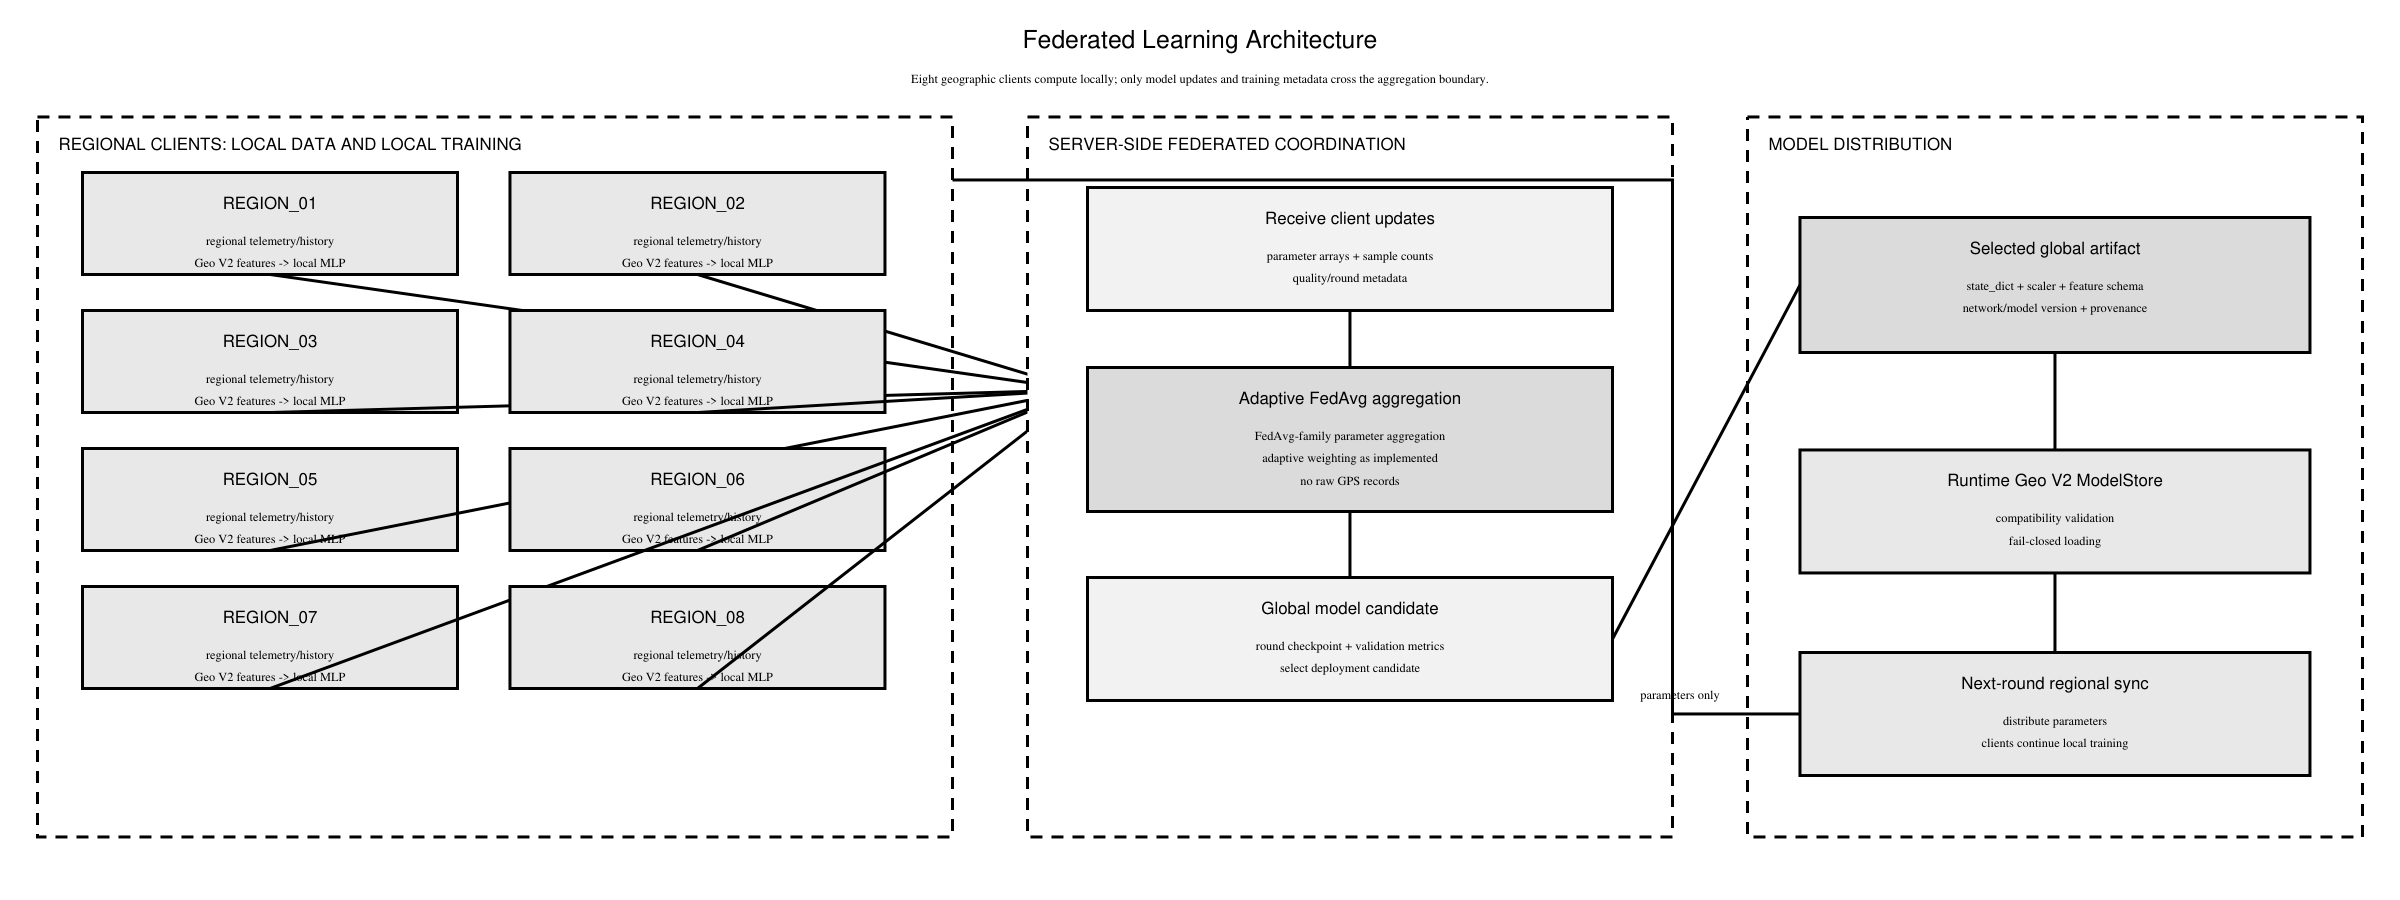 Federated Learning Architecture
Eight geographic clients compute locally; only model updates and training metadata cross the aggregation boundary.
REGIONAL CLIENTS: LOCAL DATA AND LOCAL TRAINING
REGION_01
regional telemetry/history
Geo V2 features -> local MLP
REGION_02
regional telemetry/history
Geo V2 features -> local MLP
REGION_03
regional telemetry/history
Geo V2 features -> local MLP
REGION_04
regional telemetry/history
Geo V2 features -> local MLP
REGION_05
regional telemetry/history
Geo V2 features -> local MLP
REGION_06
regional telemetry/history
Geo V2 features -> local MLP
REGION_07
regional telemetry/history
Geo V2 features -> local MLP
REGION_08
regional telemetry/history
Geo V2 features -> local MLP
SERVER-SIDE FEDERATED COORDINATION
Receive client updates
parameter arrays + sample counts
quality/round metadata
Adaptive FedAvg aggregation
FedAvg-family parameter aggregation
adaptive weighting as implemented
no raw GPS records
Global model candidate
round checkpoint + validation metrics
select deployment candidate
parameters only
MODEL DISTRIBUTION
Selected global artifact
state_dict + scaler + feature schema
network/model version + provenance
Runtime Geo V2 ModelStore
compatibility validation
fail-closed loading
Next-round regional sync
distribute parameters
clients continue local training